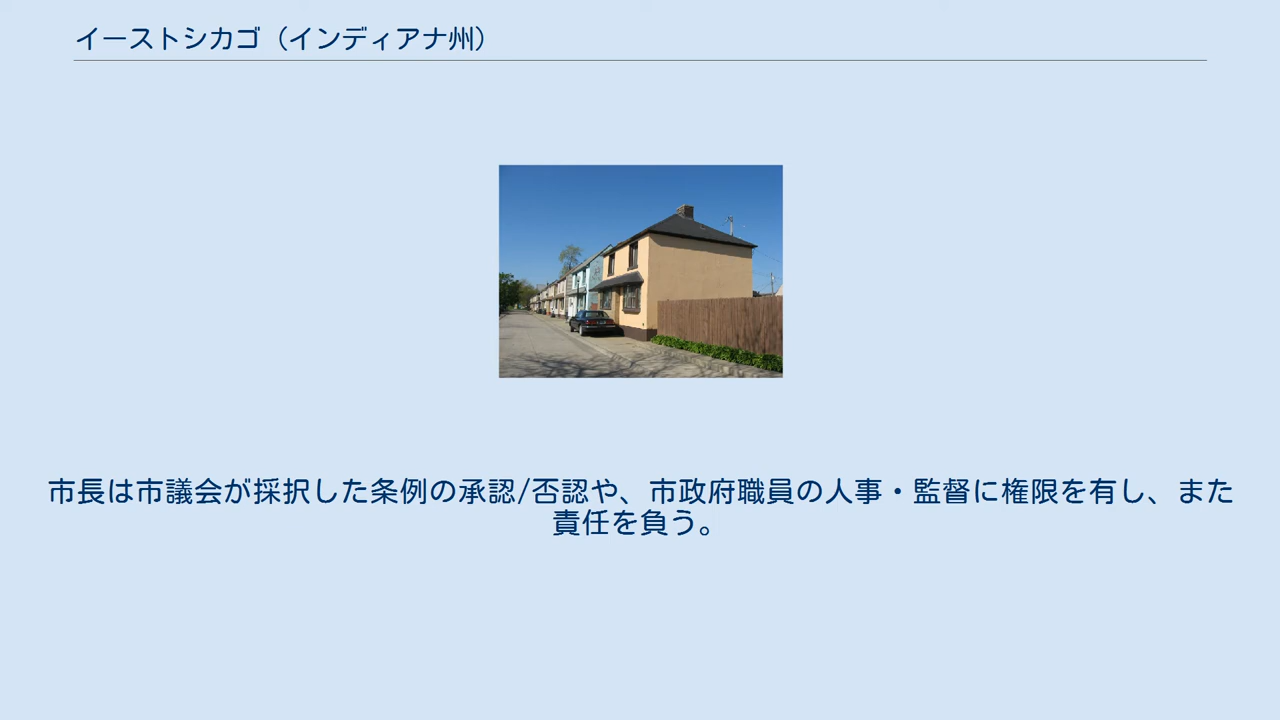 イーストシカゴ（インディアナ州）
市長は市議会が採択した条例の承認/否認や、市政府職員の人事・監督に権限を有し、また
責任を負う。